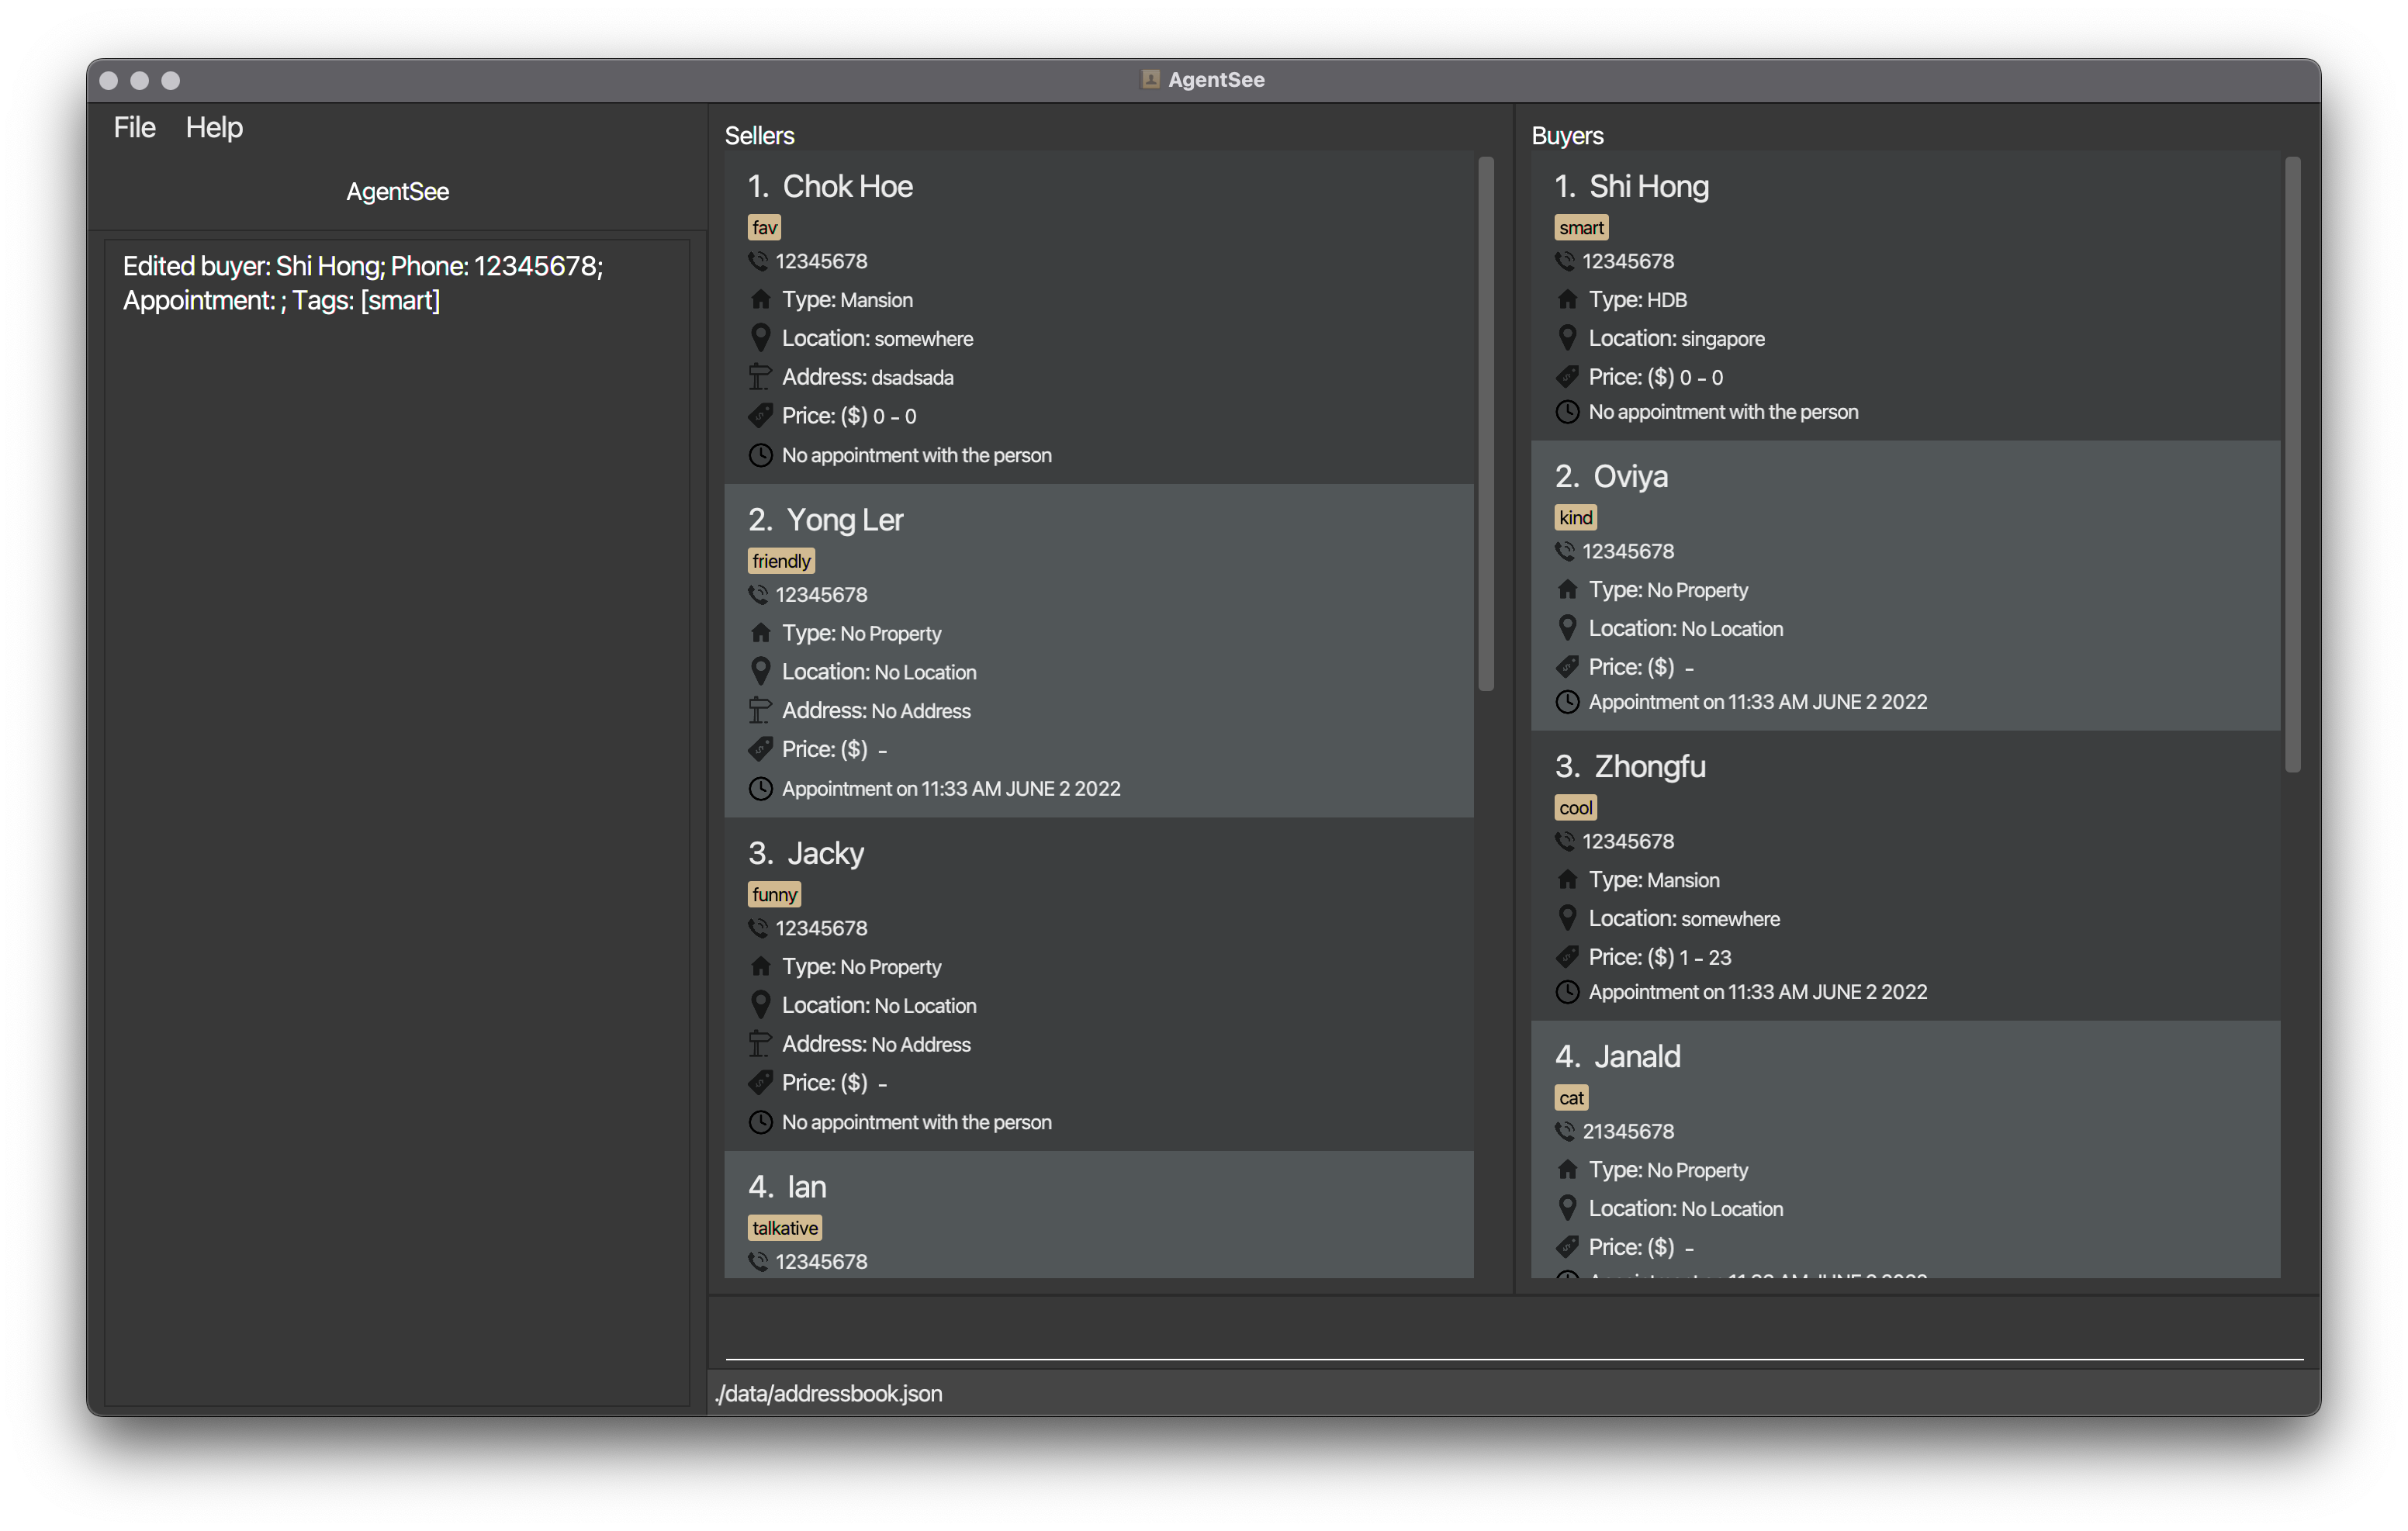 AgentSee
File Help
AgentSee
Edited buyer: Shi Hong; Phone: 12345678;
Appointment: ; Tags: [smart]
Sellers
1. Chok Hoe
fav
12345678
Type: Mansion
Location: somewhere
Address: dsadsada
Price: ($) 0 - 0
No appointment with the person
2. Yong Ler
friendly
12345678
Type: No Property
Location: No Location
Address: No Address
Price: ($) -
Appointment on 11:33 AM JUNE 2 2022
3. Jacky
funny
12345678
Type: No Property
Location: No Location
Address: No Address
Price: ($) -
No appointment with the person
4. Ian
talkative
12345678
Buyers
1. Shi Hong
smart
12345678
Type: HDB
Location: singapore
Price: ($) 0 - 0
No appointment with the person
2. Oviya
kind
12345678
Type: No Property
Location: No Location
Price: ($) -
Appointment on 11:33 AM JUNE 2 2022
3. Zhongfu
cool
12345678
Type: Mansion
Location: somewhere
Price: ($) 1 - 23
Appointment on 11:33 AM JUNE 2 2022
4. Janald
cat
21345678
Type: No Property
Location: No Location
Price: ($) -
./data/addressbook.json